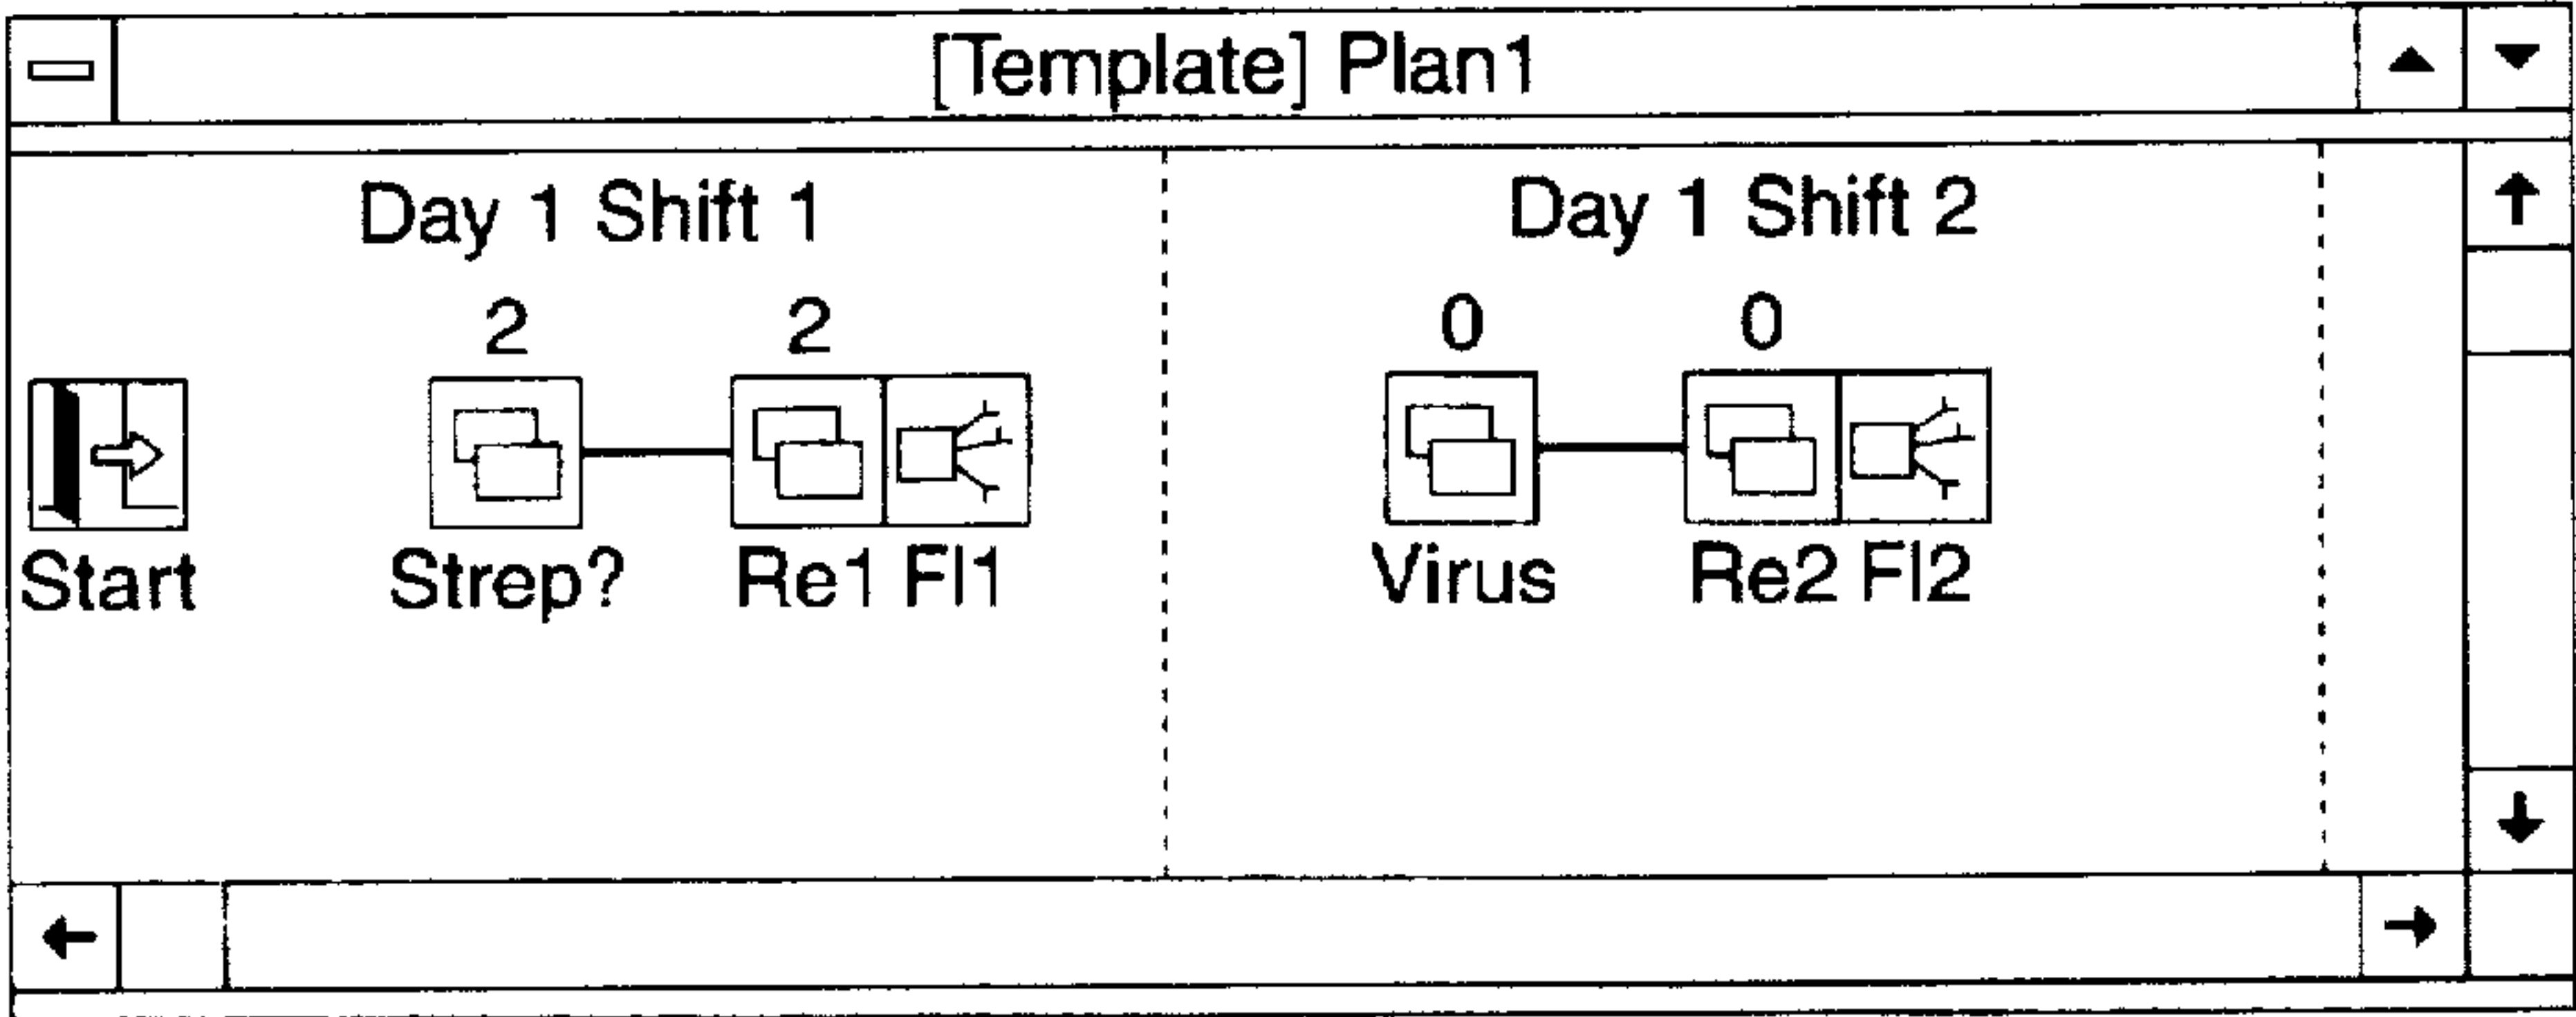 [Template] Plan1
Day 1 Shift 1
Day 1 Shift 2
2 2
0 0
Start Strep? Re1 Fl1
Virus Re2 Fl2